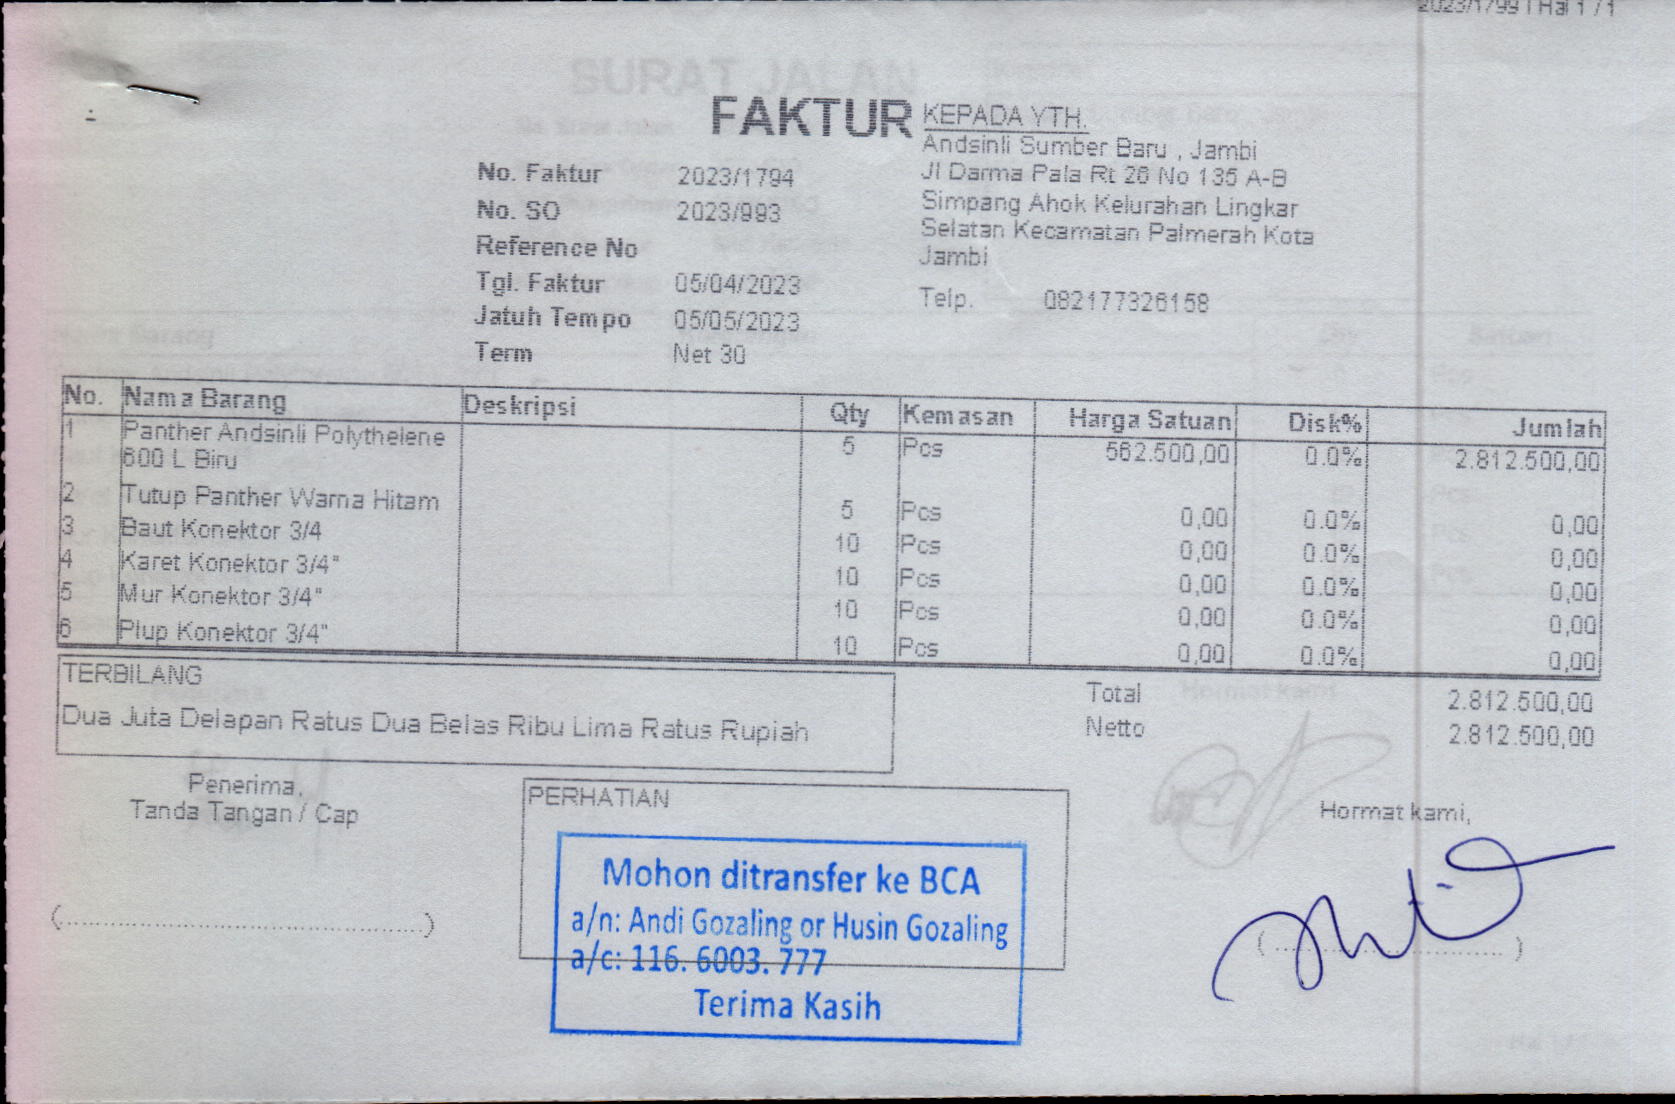 2023/1799 | Hal 1 / 1
SURAT JALAN
FAKTUR
KEPADA YTH.
Andsinli Sumber Baru , Jambi
Jl Darma Pala Rt 26 No 135 A-B
Simpang Ahok Kelurahan Lingkar
Selatan Kecamatan Palmerah Kota
Jambi
Telp. 082177326158
No. Faktur 2023/1794
No. SO 2023/993
Reference No
Tgl. Faktur 05/04/2023
Jatuh Tempo 05/05/2023
Term Net 30
No. Nama Barang Deskripsi Qty Kemasan Harga Satuan Disk% Jumlah
1 Panther Andsinli Polythelene 5 Pcs 562.500,00 0.0% 2.812.500,00
600 L Biru
2 Tutup Panther Warna Hitam 5 Pcs 0,00 0.0% 0,00
3 Baut Konektor 3/4 10 Pcs 0,00 0.0% 0,00
4 Karet Konektor 3/4" 10 Pcs 0,00 0.0% 0,00
5 Mur Konektor 3/4" 10 Pcs 0,00 0.0% 0,00
6 Plup Konektor 3/4" 10 Pcs 0,00 0.0% 0,00
TERBILANG
Dua Juta Delapan Ratus Dua Belas Ribu Lima Ratus Rupiah
Total 2.812.500,00
Netto 2.812.500,00
Penerima,
Tanda Tangan / Cap
PERHATIAN
Mohon ditransfer ke BCA
a/n: Andi Gozaling or Husin Gozaling
a/c: 116. 6003. 777
Terima Kasih
Hormat kami,